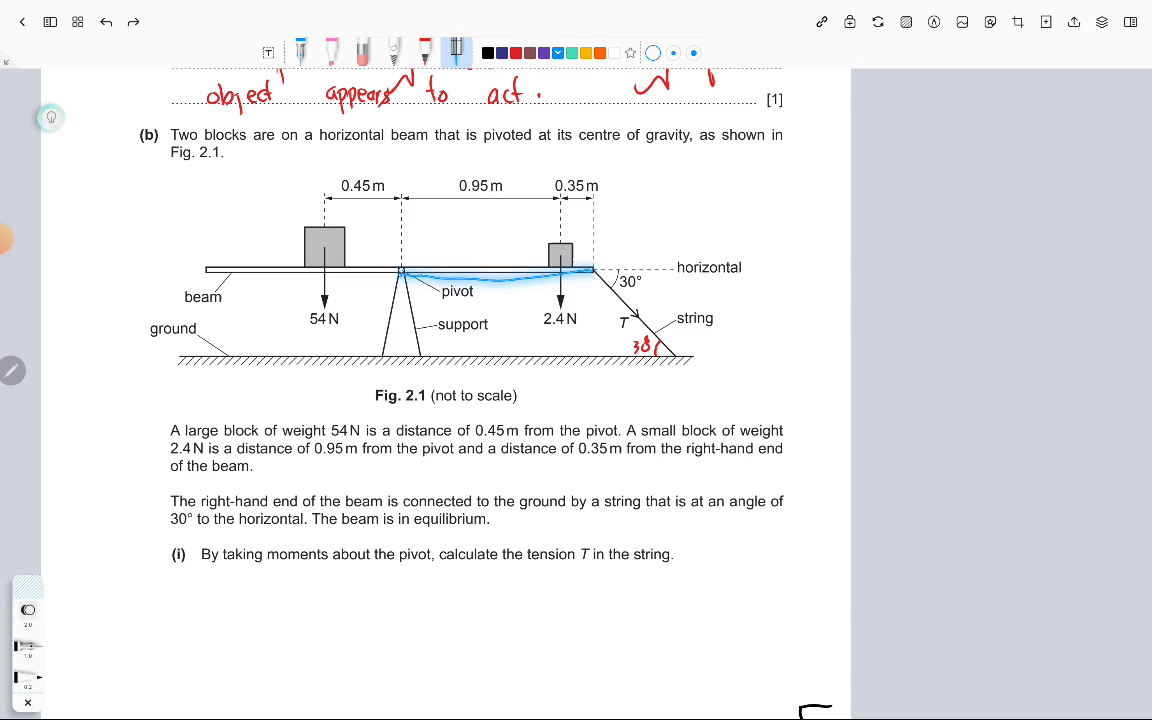 object appears to act .
[1]
(b) Two blocks are on a horizontal beam that is pivoted at its centre of gravity, as shown in
Fig. 2.1.
0.45 m 0.95 m 0.35 m
horizontal
30°
pivot
beam
54 N
support
2.4 N
T
string
ground
30°
Fig. 2.1 (not to scale)
A large block of weight 54 N is a distance of 0.45 m from the pivot. A small block of weight
2.4 N is a distance of 0.95 m from the pivot and a distance of 0.35 m from the right-hand end
of the beam.
The right-hand end of the beam is connected to the ground by a string that is at an angle of
30° to the horizontal. The beam is in equilibrium.
(i) By taking moments about the pivot, calculate the tension T in the string.
2.0
1.0
0.2